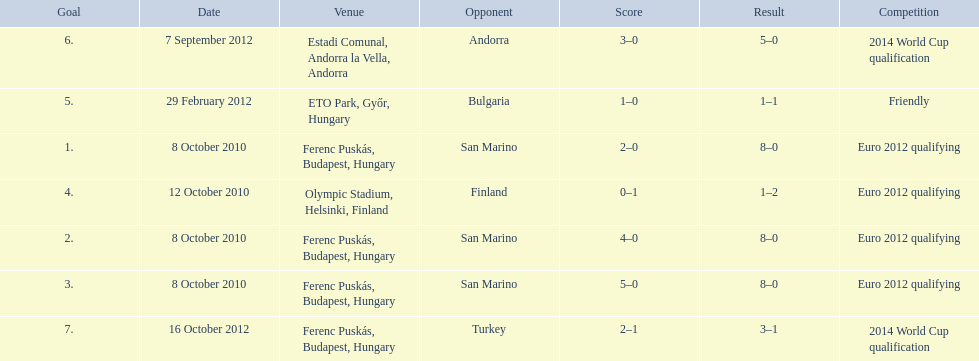 Goal Date Venue Opponent Score Result Competition
6. 7 September 2012 Estadi Comunal, Andorra la Vella, Andorra Andorra 3–0 5–0 2014 World Cup qualification
5. 29 February 2012 ETO Park, Győr, Hungary Bulgaria 1–0 1–1 Friendly
1. 8 October 2010 Ferenc Puskás, Budapest, Hungary San Marino 2–0 8–0 Euro 2012 qualifying
4. 12 October 2010 Olympic Stadium, Helsinki, Finland Finland 0–1 1–2 Euro 2012 qualifying
2. 8 October 2010 Ferenc Puskás, Budapest, Hungary San Marino 4–0 8–0 Euro 2012 qualifying
3. 8 October 2010 Ferenc Puskás, Budapest, Hungary San Marino 5–0 8–0 Euro 2012 qualifying
7. 16 October 2012 Ferenc Puskás, Budapest, Hungary Turkey 2–1 3–1 2014 World Cup qualification